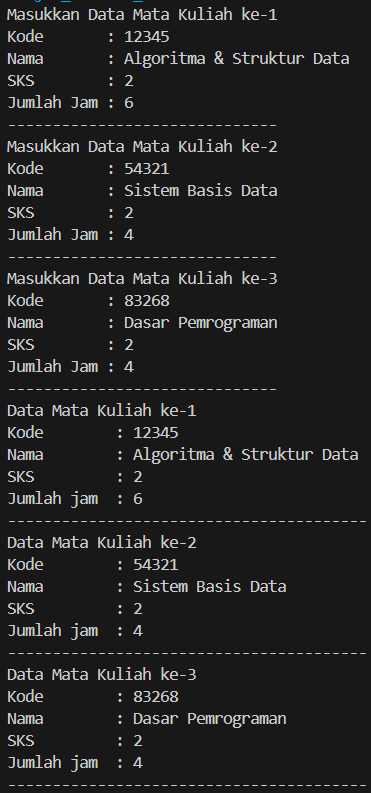 Masukkan Data Mata Kuliah ke-1
Kode       : 12345
Nama       : Algoritma & Struktur Data
SKS        : 2
Jumlah Jam : 6
------------------------------
Masukkan Data Mata Kuliah ke-2
Kode       : 54321
Nama       : Sistem Basis Data
SKS        : 2
Jumlah Jam : 4
------------------------------
Masukkan Data Mata Kuliah ke-3
Kode       : 83268
Nama       : Dasar Pemrograman
SKS        : 2
Jumlah Jam : 4
------------------------------
Data Mata Kuliah ke-1
Kode        : 12345
Nama        : Algoritma & Struktur Data
SKS         : 2
Jumlah jam  : 6
----------------------------------------
Data Mata Kuliah ke-2
Kode        : 54321
Nama        : Sistem Basis Data
SKS         : 2
Jumlah jam  : 4
----------------------------------------
Data Mata Kuliah ke-3
Kode        : 83268
Nama        : Dasar Pemrograman
SKS         : 2
Jumlah jam  : 4
----------------------------------------